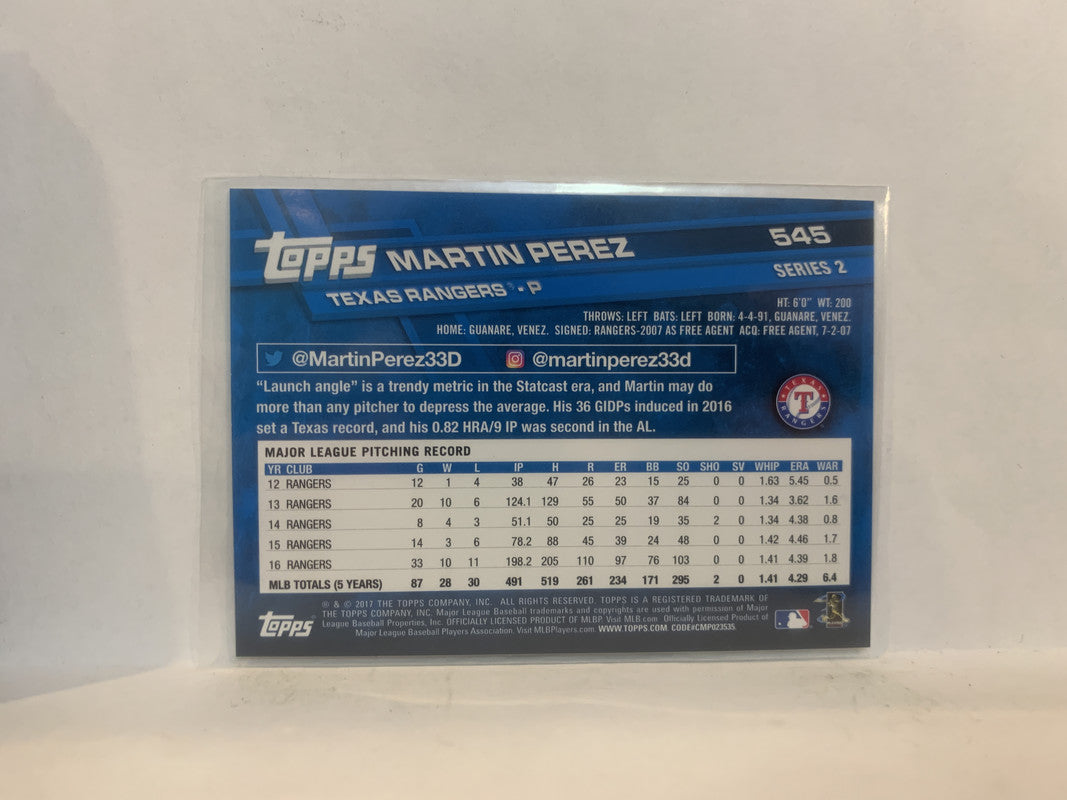 topps MARTIN PEREZ 545
TEXAS RANGERS® - P SERIES 2
HT: 6'0" WT: 200
THROWS: LEFT BATS: LEFT BORN: 4-4-91, GUANARE, VENEZ.
HOME: GUANARE, VENEZ. SIGNED: RANGERS-2007 AS FREE AGENT ACQ: FREE AGENT, 7-2-07
@MartinPerez33D @martinperez33d
"Launch angle" is a trendy metric in the Statcast era, and Martin may do
more than any pitcher to depress the average. His 36 GIDPs induced in 2016
set a Texas record, and his 0.82 HRA/9 IP was second in the AL.
TEXAS T RANGERS
MAJOR LEAGUE PITCHING RECORD
YR CLUB G W L IP H R ER BB SO SHO SV WHIP ERA WAR
12 RANGERS 12 1 4 38 47 26 23 15 25 0 0 1.63 5.45 0.5
13 RANGERS 20 10 6 124.1 129 55 50 37 84 0 0 1.34 3.62 1.6
14 RANGERS 8 4 3 51.1 50 25 25 19 35 2 0 1.34 4.38 0.8
15 RANGERS 14 3 6 78.2 88 45 39 24 48 0 0 1.42 4.46 1.7
16 RANGERS 33 10 11 198.2 205 110 97 76 103 0 0 1.41 4.39 1.8
MLB TOTALS (5 YEARS) 87 28 30 491 519 261 234 171 295 2 0 1.41 4.29 6.4
® & © 2017 THE TOPPS COMPANY, INC. ALL RIGHTS RESERVED. TOPPS IS A REGISTERED TRADEMARK OF
THE TOPPS COMPANY, INC. Major League Baseball trademarks and copyrights are used with permission of Major
League Baseball Properties, Inc. OFFICIALLY LICENSED PRODUCT OF MLBP. Visit MLB.com. Officially Licensed Product of
Major League Baseball Players Association. Visit MLBPlayers.com. WWW.TOPPS.COM. CODE#CMP023535.
topps